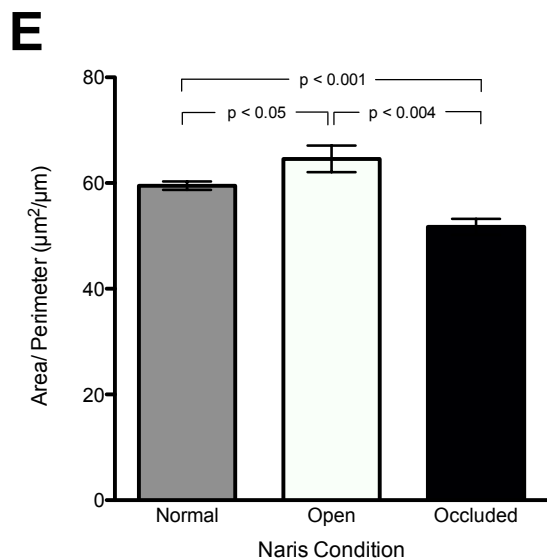 E
80
p < 0.001
p < 0.05
p < 0.004
60
40
20
0
Area/ Perimeter (µm²/µm)
Normal
Open
Occluded
Naris Condition